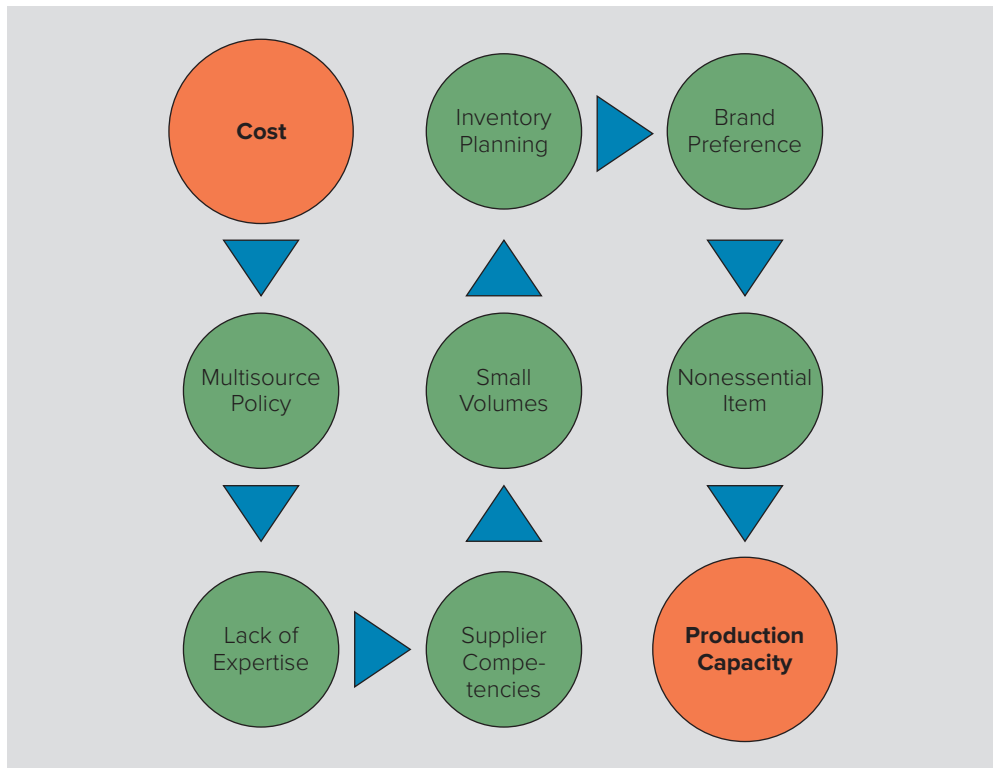 Cost
Multisource
Policy
Lack of
Expertise
Supplier
Compe-
tencies
Small
Volumes
Inventory
Planning
Brand
Preference
Nonessential
Item
Production
Capacity